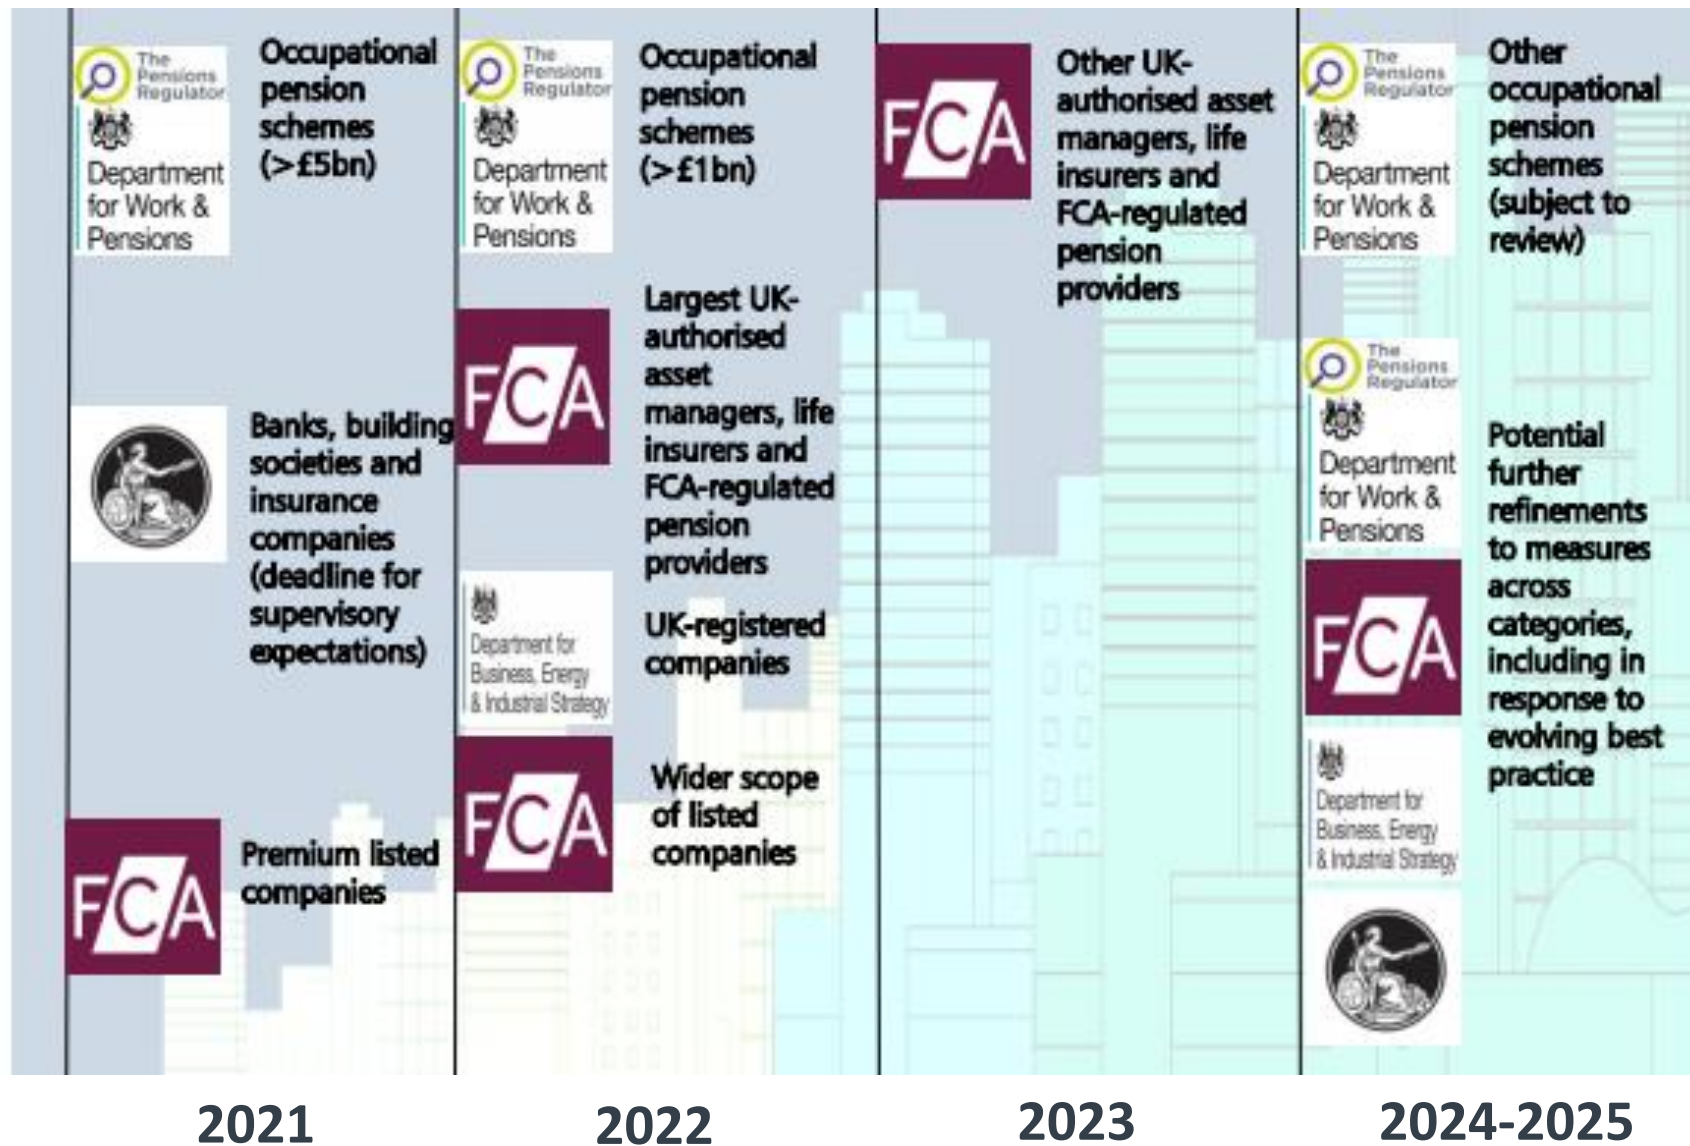 The
Pensions
Regulator
Department
for Work &
Pensions
Occupational
pension
schemes
(>£5bn)
Banks, building
societies and
insurance
companies
(deadline for
supervisory
expectations)
FCA
Premium listed
companies
2021
The
Pensions
Regulator
Department
for Work &
Pensions
Occupational
pension
schemes
(>£1bn)
FCA
Largest UK-
authorised
asset
managers, life
insurers and
FCA-regulated
pension
providers
Department for
Business, Energy
& Industrial Strategy
UK-registered
companies
FCA
Wider scope
of listed
companies
2022
FCA
Other UK-
authorised asset
managers, life
insurers and
FCA-regulated
pension
providers
2023
The
Pensions
Regulator
Department
for Work &
Pensions
Other
occupational
pension
schemes
(subject to
review)
The
Pensions
Regulator
Department
for Work &
Pensions
FCA
Department for
Business, Energy
& Industrial Strategy
Potential
further
refinements
to measures
across
categories,
including in
response to
evolving best
practice
2024-2025